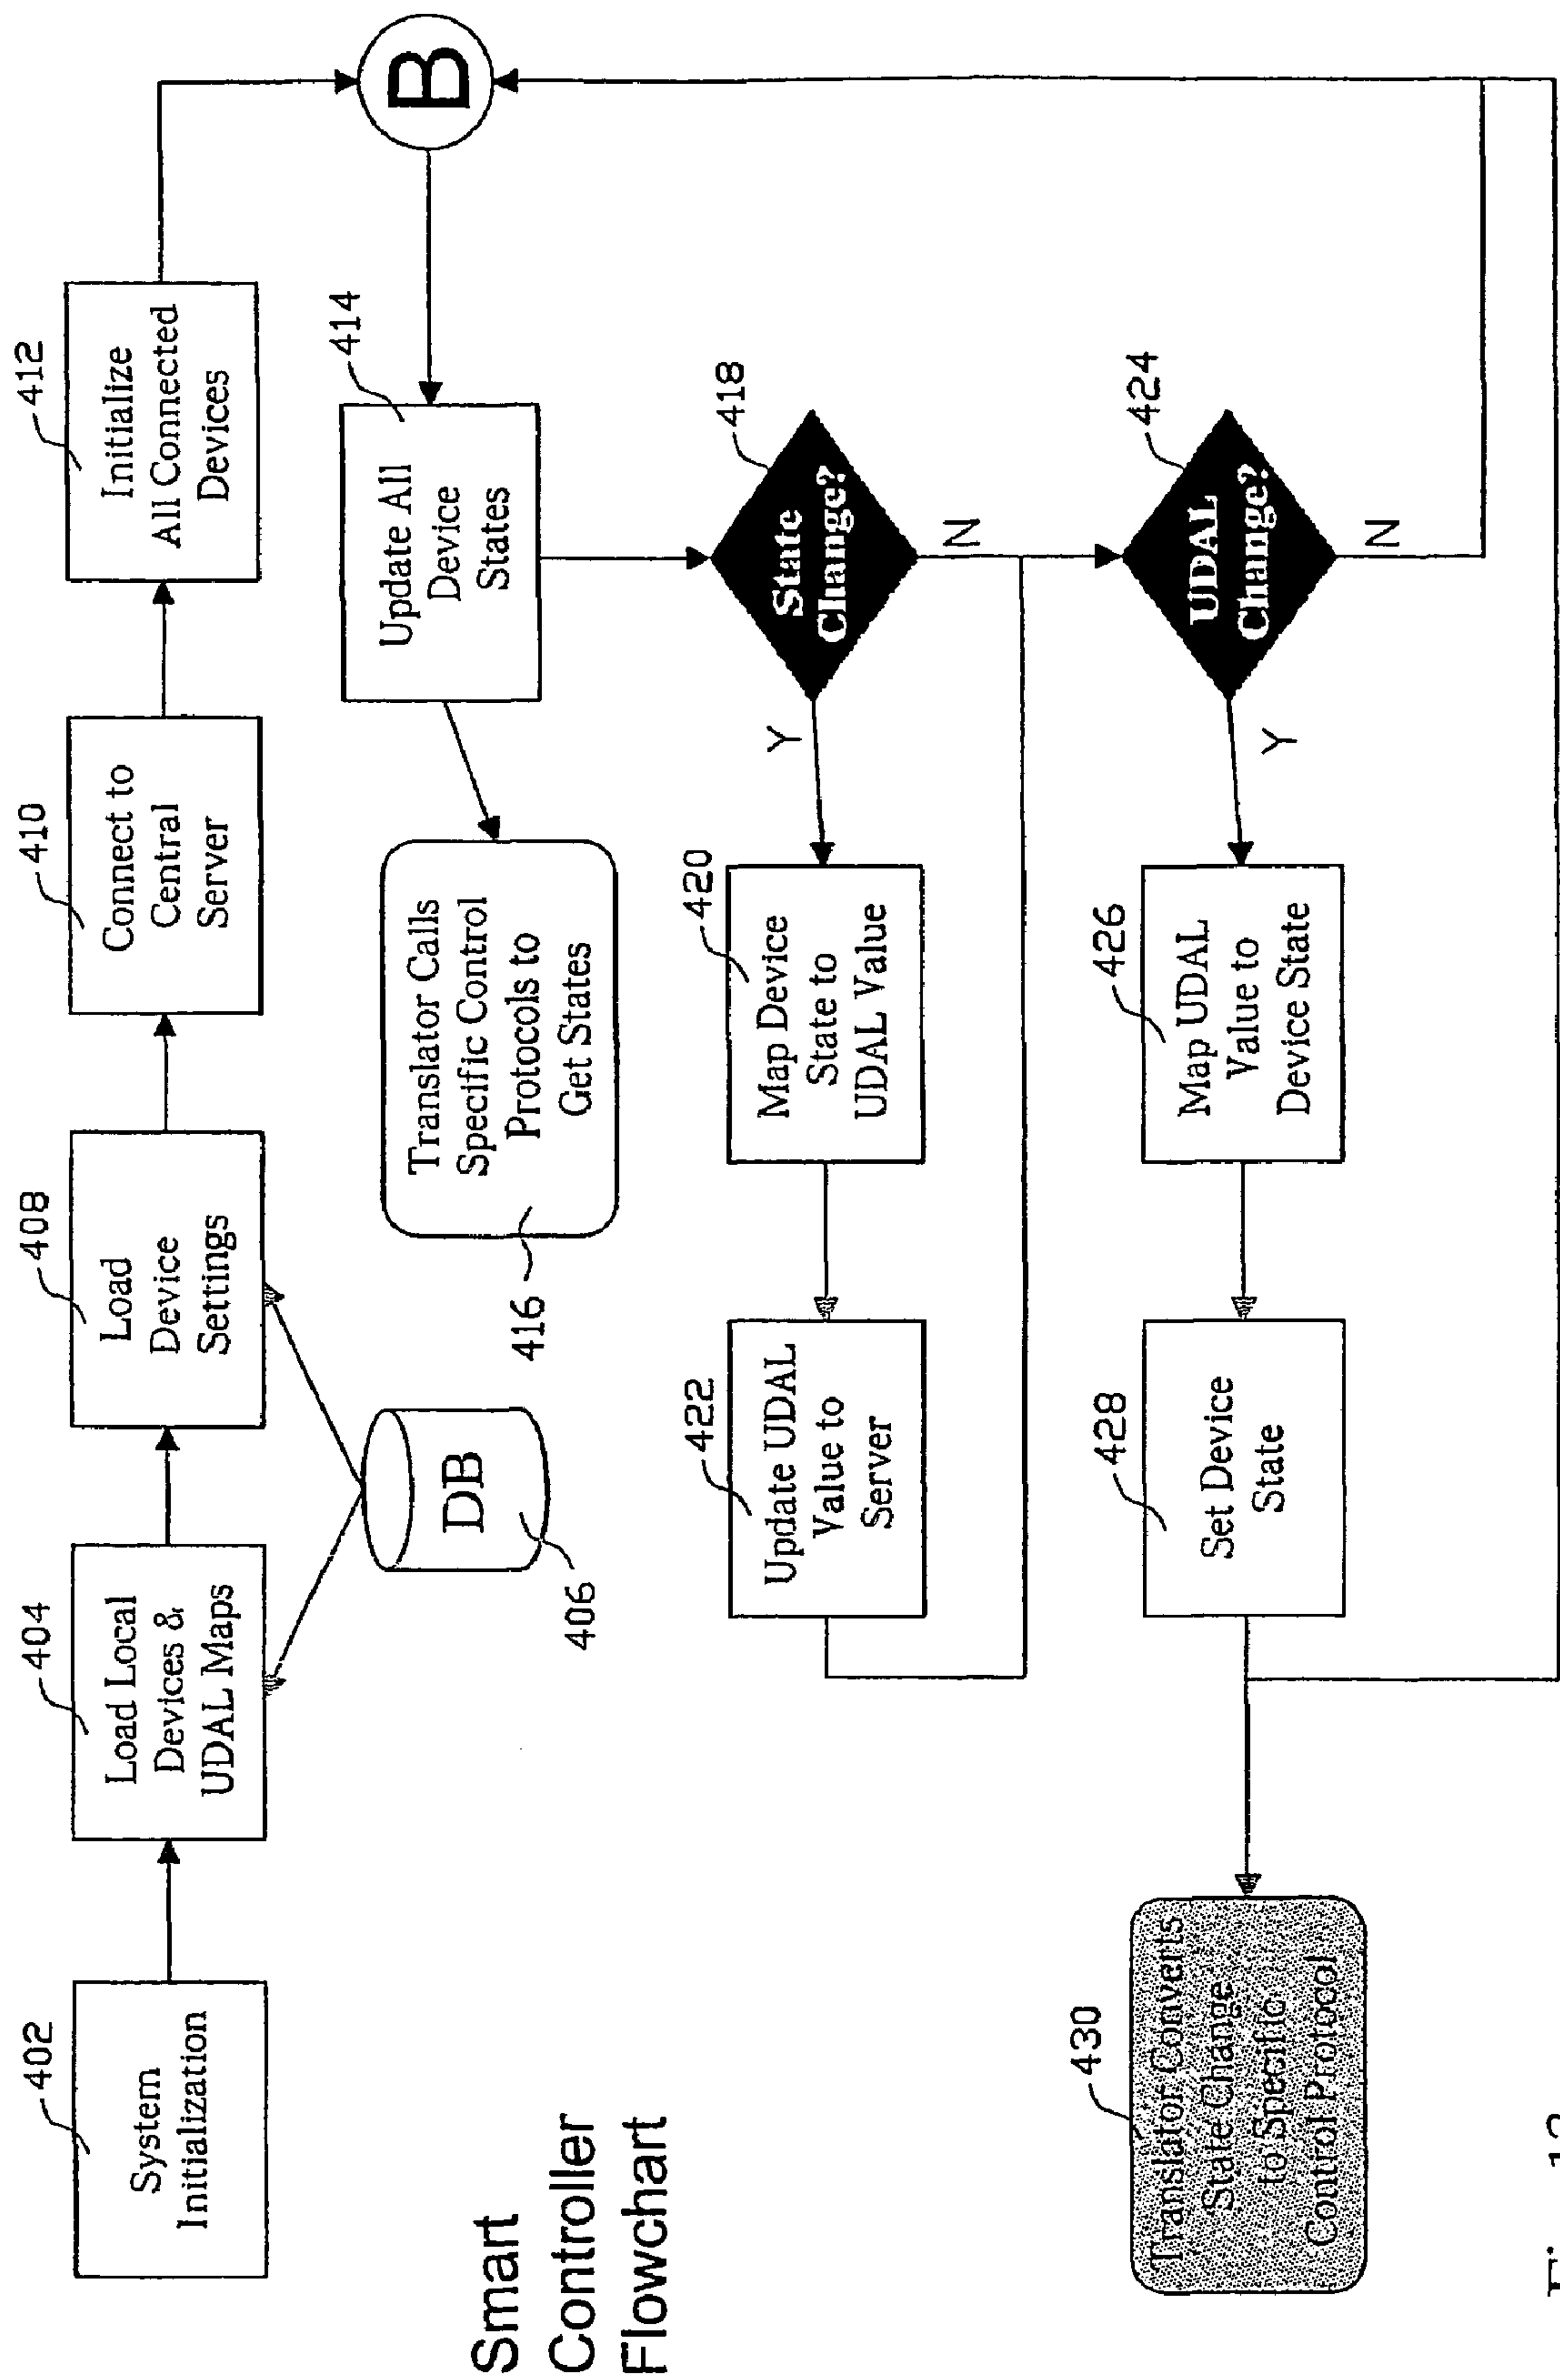 402
System
Initialization
404
Load Local
Devices &
UDAL Maps
406
DB
408
Load
Device
Settings
410
Connect to
Central
Server
412
Initialize
All Connected
Devices
B
414
Update All
Device
States
416
Translator Calls
Specific Control
Protocols to
Get States
418
State
Change?
Y
N
420
Map Device
State to
UDAL Value
422
Update UDAL
Value to
Server
424
UDAL
Change?
Y
N
426
Map UDAL
Value to
Device State
428
Set Device
State
430
Translator Converts
State Change
to Specific
Control Protocol
Smart
Controller
Flowchart